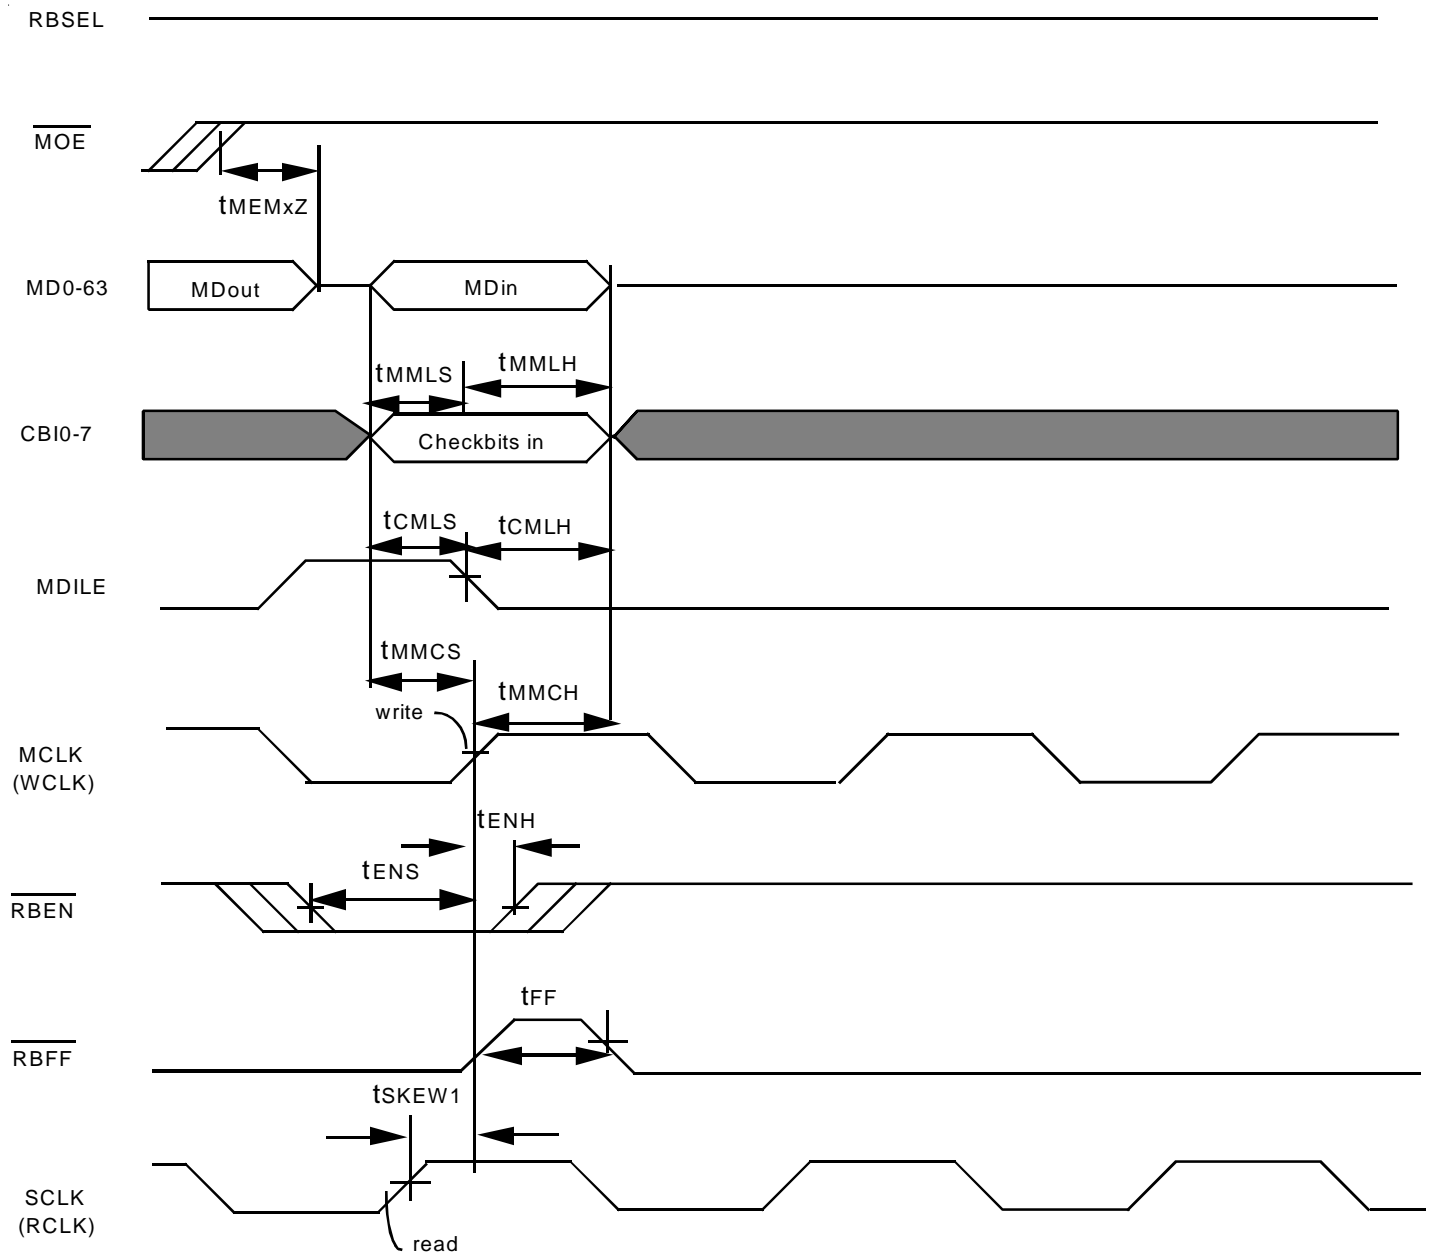 RBSEL
MOE
tMEMxZ
MD0-63
MDout
MDin
tMMLS
tMMLH
CBI0-7
Checkbits in
tCMLS
tCMLH
MDILE
tMMCS
tMMCH
write
MCLK
(WCLK)
tENH
tENS
RBEN
tFF
RBFF
tSKEW1
SCLK
(RCLK)
read